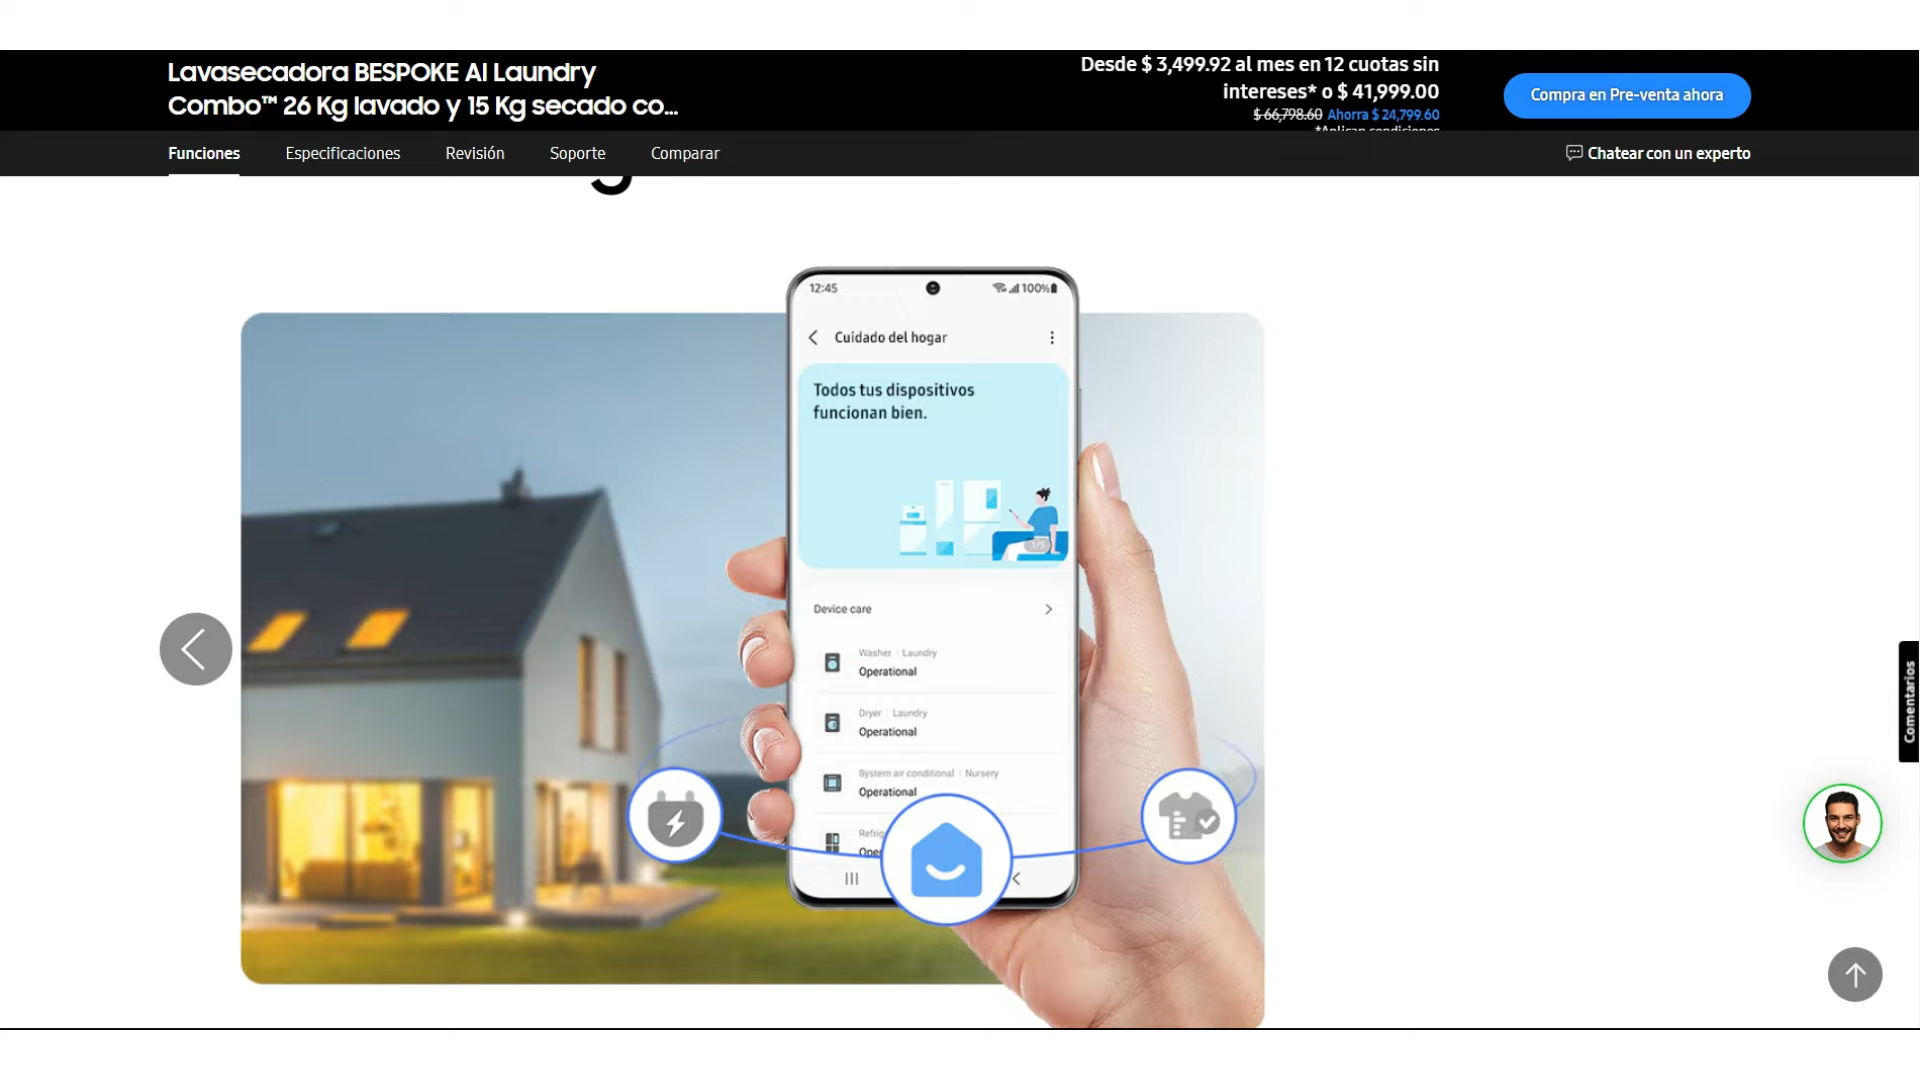 Lavasecadora BESPOKE AI Laundry
Combo™ 26 Kg lavado y 15 Kg secado co...
Desde $ 3,499.92 al mes en 12 cuotas sin
intereses* o $ 41,999.00
$ 66,798.60 Ahorra $ 24,799.60
*Aplican condiciones
Compra en Pre-venta ahora
Funciones
Especificaciones
Revisión
Soporte
Comparar
Chatear con un experto
12:45
100%
Cuidado del hogar
Todos tus dispositivos
funcionan bien.
1/5
Device care
Washer | Laundry
Operational
Dryer | Laundry
Operational
System air conditional | Nursery
Operational
Refrig
Oper
Comentarios